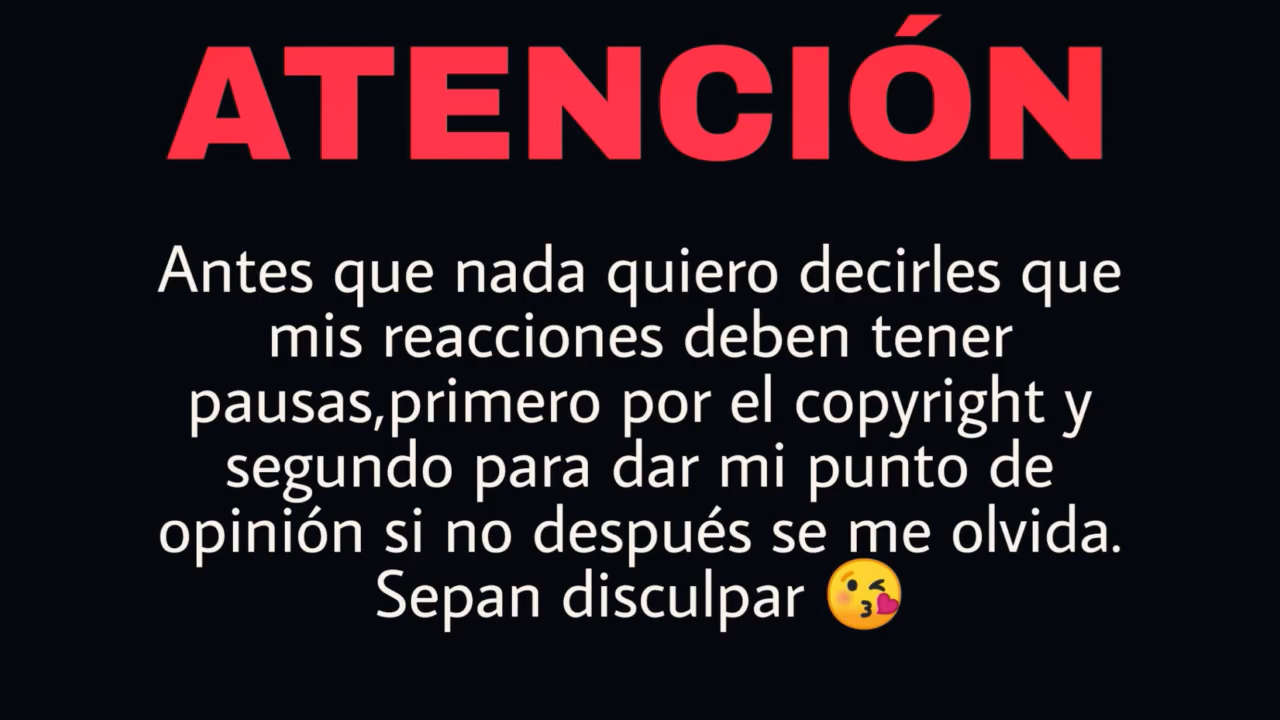 ATENCIÓN
Antes que nada quiero decirles que
mis reacciones deben tener
pausas,primero por el copyright y
segundo para dar mi punto de
opinión si no después se me olvida.
Sepan disculpar 😘